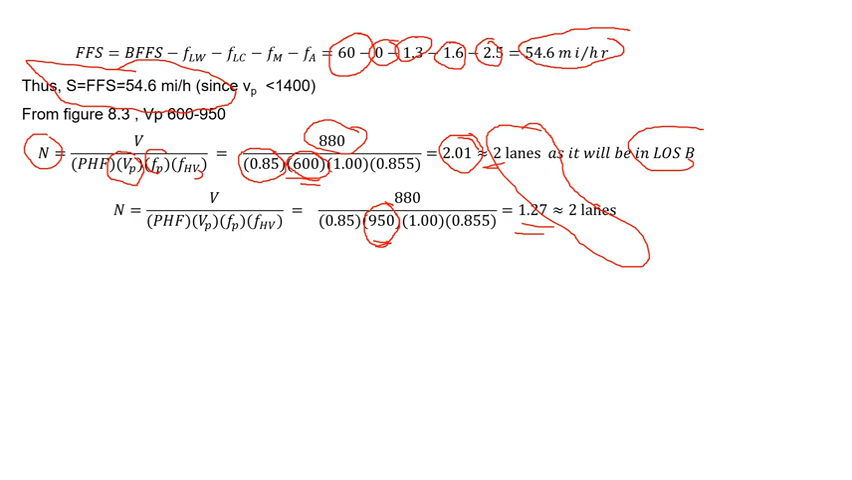 FFS = BFFS − f_LW − f_LC − f_M − f_A = 60 − 0 − 1.3 − 1.6 − 2.5 = 54.6 mi/hr
Thus, S=FFS=54.6 mi/h (since v_p <1400)
From figure 8.3 , Vp 600-950
N = V / (PHF)(V_p)(f_p)(f_HV) = 880 / (0.85)(600)(1.00)(0.855) = 2.01 ≈ 2 lanes as it will be in LOS B
N = V / (PHF)(V_p)(f_p)(f_HV) = 880 / (0.85)(950)(1.00)(0.855) = 1.27 ≈ 2 lanes